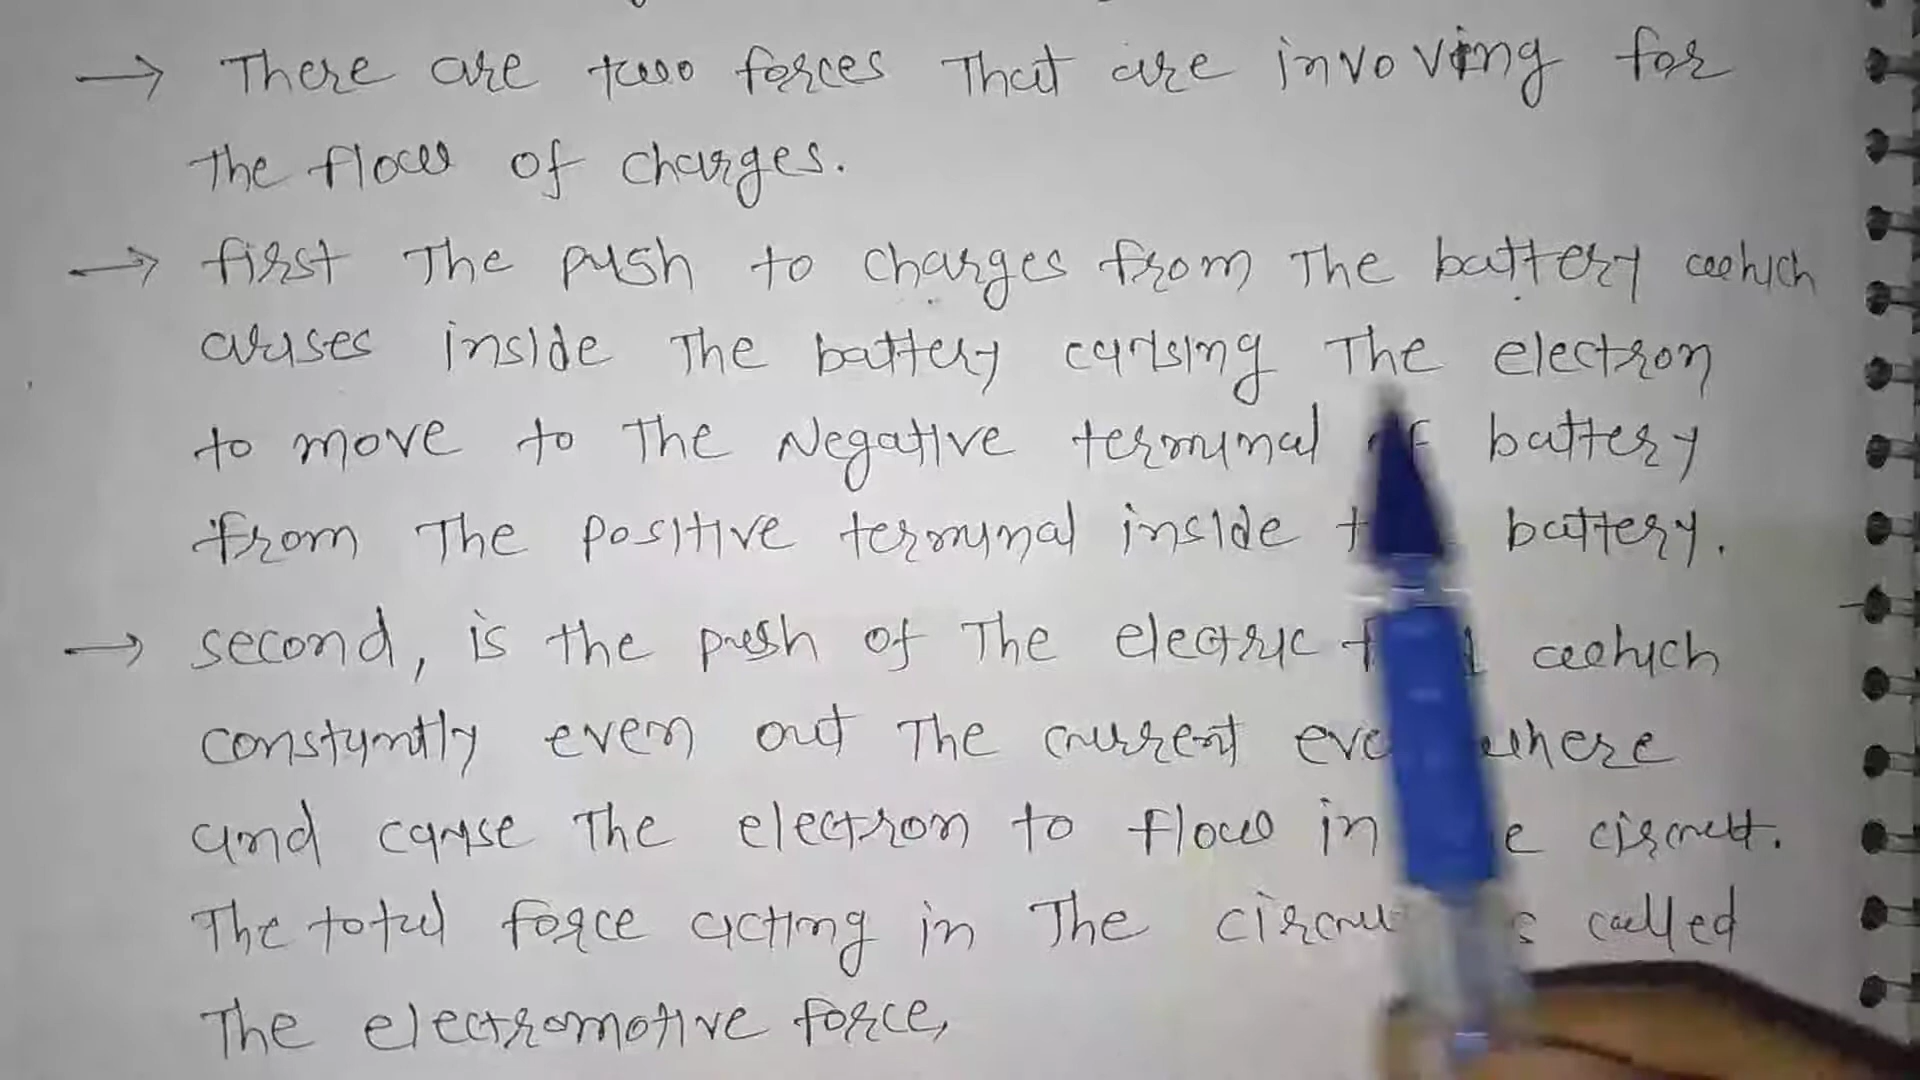 → There are two forces That are invoving for
The flow of charges.
→ first The push to charges from The battery which
arises inside The battery causing The electron
to move to The Negative terminal battery
from The positive terminal inside battery.
→ second, is the push of The electric which
constantly even out The current
and cause The electron to flow in circuit.
The total force acting in The called
The electromotive force,